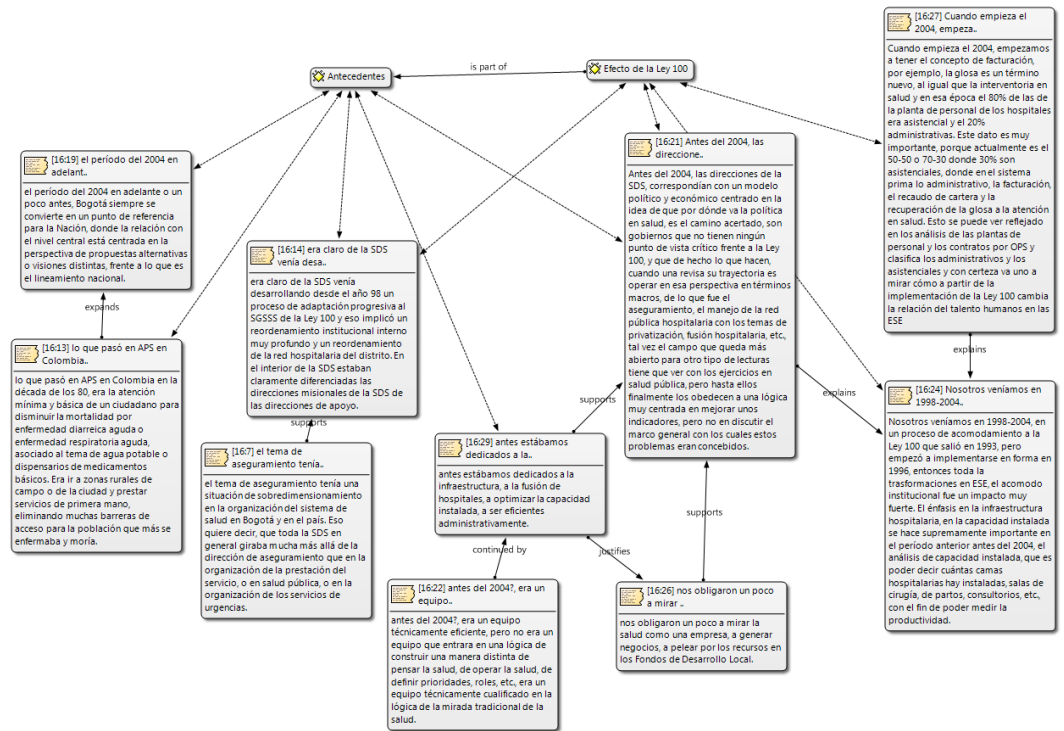 [16:27] Cuando empieza el
2004, empeza..
Cuando empieza el 2004, empezamos
a tener el concepto de facturación,
por ejemplo, la glosa es un término
nuevo, al igual que la interventoria en
salud y en esa época el 80% de las de
la planta de personal de los hospitales
era asistencial y el 20%
administrativas. Este dato es muy
importante, porque actualmente es el
50-50 o 70-30 donde 30% son
asistenciales, donde en el sistema
prima lo administrativo, la facturación,
el recaudo de cartera y la
recuperación de la glosa a la atención
en salud. Esto se puede ver reflejado
en los análisis de las plantas de
personal y los contratos por OPS y
clasifica los administrativos y los
asistenciales y con certeza va uno a
mirar cómo a partir de la
implementación de la Ley 100 cambia
la relación del talento humanos en las
ESE
is part of
Antecedentes
Efecto de la Ley 100
[16:21] Antes del 2004, las
direccione..
Antes del 2004, las direcciones de la
SDS, correspondían con un modelo
político y económico centrado en la
idea de que por dónde va la política
en salud, es el camino acertado, son
gobiernos que no tienen ningún
punto de vista crítico frente a la Ley
100, y que de hecho lo que hacen,
cuando una revisa su trayectoria es
operar en esa perspectiva en términos
macros, de lo que fue el
aseguramiento, el manejo de la red
pública hospitalaria con los temas de
privatización, fusión hospitalaria, etc.,
tal vez el campo que queda más
abierto para otro tipo de lecturas
tiene que ver con los ejercicios en
salud pública, pero hasta ellos
finalmente los obedecen a una lógica
muy centrada en mejorar unos
indicadores, pero no en discutir el
marco general con los cuales estos
problemas eran concebidos.
[16:19] el período del 2004 en
adelant..
el período del 2004 en adelante o un
poco antes, Bogotá siempre se
convierte en un punto de referencia
para la Nación, donde la relación con
el nivel central está centrada en la
perspectiva de propuestas alternativas
o visiones distintas, frente a lo que es
el lineamiento nacional.
[16:14] era claro de la SDS
venía desa..
era claro de la SDS venía
desarrollando desde el año 98 un
proceso de adaptación progresiva al
SGSSS de la Ley 100 y eso implicó un
reordenamiento institucional interno
muy profundo y un reordenamiento
de la red hospitalaria del distrito. En
el interior de la SDS estaban
claramente diferenciadas las
direcciones misionales de la SDS de
las direcciones de apoyo.
expands
[16:13] lo que pasó en APS en
Colombia..
lo que pasó en APS en Colombia en la
década de los 80, era la atención
mínima y básica de un ciudadano para
disminuir la mortalidad por
enfermedad diarreica aguda o
enfermedad respiratoria aguda,
asociado al tema de agua potable o
dispensarios de medicamentos
básicos. Era ir a zonas rurales de
campo o de la ciudad y prestar
servicios de primera mano,
eliminando muchas barreras de
acceso para la población que más se
enfermaba y moría.
explains
explains
[16:24] Nosotros veníamos en
1998-2004..
Nosotros veníamos en 1998-2004, en
un proceso de acomodamiento a la
Ley 100 que salió en 1993, pero
empezó a implementarse en forma en
1996, entonces toda la
trasformaciones en ESE, el acomodo
institucional fue un impacto muy
fuerte. El énfasis en la infraestructura
hospitalaria, en la capacidad instalada
se hace supremamente importante en
el período anterior antes del 2004, el
análisis de capacidad instalada, que es
poder decir cuántas camas
hospitalarias hay instaladas, salas de
cirugía, de partos, consultorios, etc.,
con el fin de poder medir la
productividad.
supports
supports
[16:7] el tema de
aseguramiento tenía..
el tema de aseguramiento tenía una
situación de sobredimensionamiento
en la organización del sistema de
salud en Bogotá y en el país. Eso
quiere decir, que toda la SDS en
general giraba mucha más allá de la
dirección de aseguramiento que en la
organización de la prestación del
servicio, o en salud pública, o en la
organización de los servicios de
urgencias.
[16:29] antes estábamos
dedicados a la..
antes estábamos dedicados a la
infraestructura, a la fusión de
hospitales, a optimizar la capacidad
instalada, a ser eficientes
administrativamente.
supports
continued by
justifies
[16:22] antes del 2004?, era un
equipo..
antes del 2004?, era un equipo
técnicamente eficiente, pero no era un
equipo que entrara en una lógica de
construir una manera distinta de
pensar la salud, de operar la salud, de
definir prioridades, roles, etc., era un
equipo técnicamente cualificado en la
lógica de la mirada tradicional de la
salud.
[16:26] nos obligaron un poco
a mirar ..
nos obligaron un poco a mirar la
salud como una empresa, a generar
negocios, a pelear por los recursos en
los Fondos de Desarrollo Local.